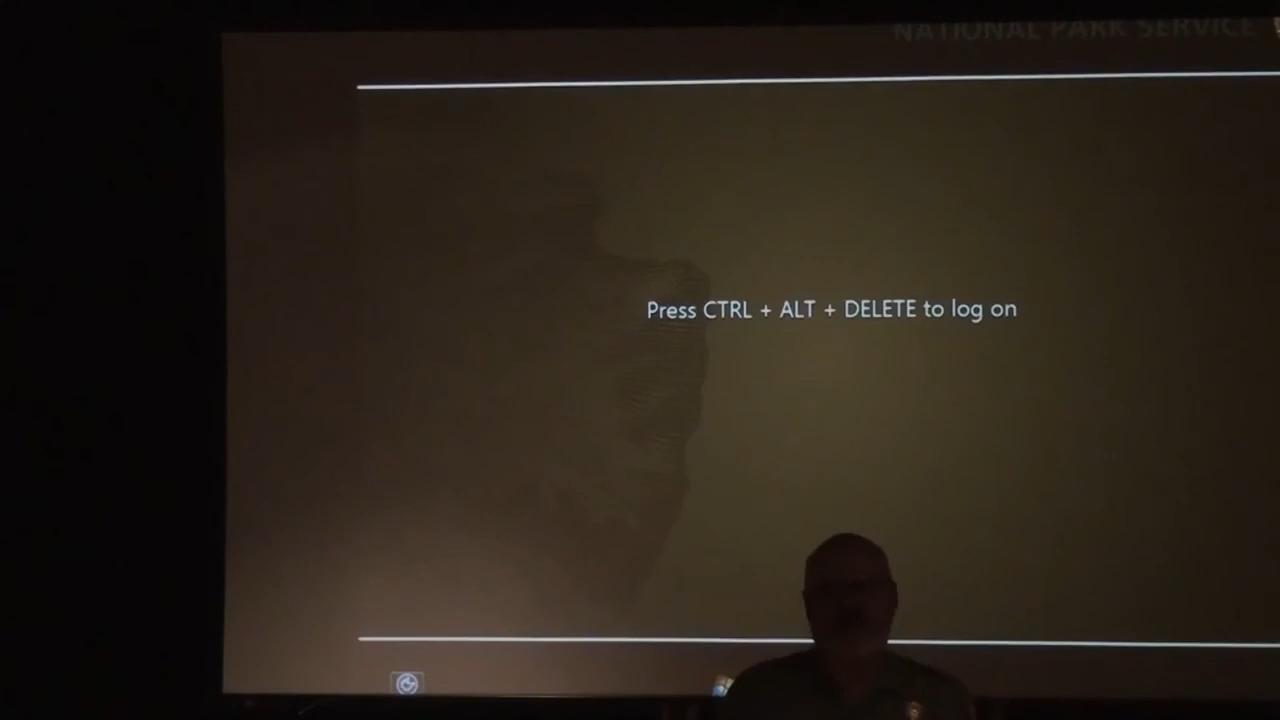 NATIONAL PARK SERVICE
Press CTRL + ALT + DELETE to log on